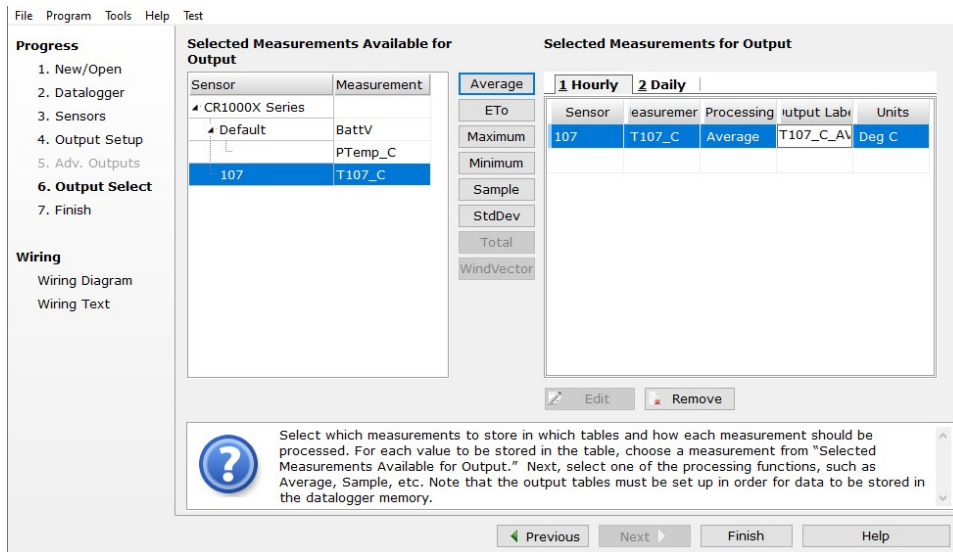 File Program Tools Help Test
Progress
1. New/Open
2. Datalogger
3. Sensors
4. Output Setup
5. Adv. Outputs
6. Output Select
7. Finish
Wiring
Wiring Diagram
Wiring Text
Selected Measurements Available for
Output
Sensor Measurement
CR1000X Series
Default BattV
PTemp_C
107 T107_C
Average
ETo
Maximum
Minimum
Sample
StdDev
Total
WindVector
Selected Measurements for Output
1 Hourly 2 Daily
Sensor easuremer Processing utput Labe Units
107 T107_C Average T107_C_AV Deg C
Edit Remove
Select which measurements to store in which tables and how each measurement should be
processed. For each value to be stored in the table, choose a measurement from “Selected
Measurements Available for Output.” Next, select one of the processing functions, such as
Average, Sample, etc. Note that the output tables must be set up in order for data to be stored in
the datalogger memory.
Previous Next Finish Help